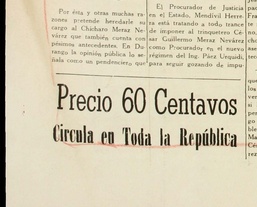 Por ésta y otras muchas ra-
zones pretende heredarle su
cargo al Cháharo Meraz Ne-
várez que también cuenta con
pésimos antecedentes. En Du-
rango la opinión pública lo se-
ñala como un pendenciero que
El Procurador de Justicia
en el Estado, Mendívil Herre-
ra está tratando a todo trance
de imponer al trinquetero Cé-
sar Guillermo Meraz Nevárez
como Procurador en el nuevo
régimen del Ing. Páez Urquidi,
para seguir gozando de impu-
Precio 60 Centavos
Circula en Toda la República